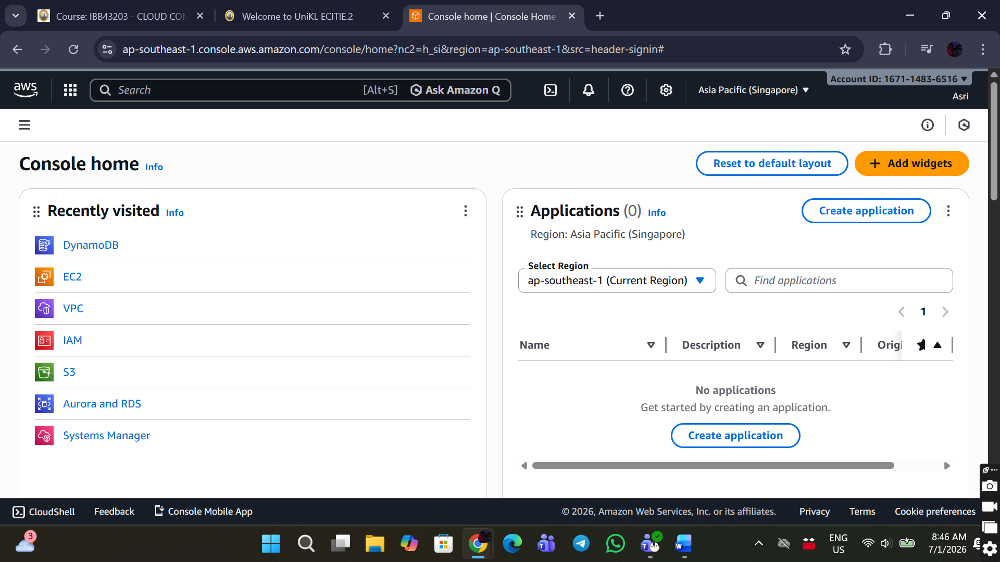 Course: IBB43203 - CLOUD CON
Welcome to UniKL ECITIE.2
Console home | Console Home
ap-southeast-1.console.aws.amazon.com/console/home?nc2=h_si&region=ap-southeast-1&src=header-signin#
aws
Search
[Alt+S]
Ask Amazon Q
Asia Pacific (Singapore)
Account ID: 1671-1483-6516
Asri
Console home Info
Reset to default layout
Add widgets
Recently visited Info
DynamoDB
EC2
VPC
IAM
S3
Aurora and RDS
Systems Manager
Applications (0) Info
Create application
Region: Asia Pacific (Singapore)
Select Region
ap-southeast-1 (Current Region)
Find applications
1
Name
Description
Region
Origi
No applications
Get started by creating an application.
Create application
CloudShell
Feedback
Console Mobile App
© 2026, Amazon Web Services, Inc. or its affiliates.
Privacy
Terms
Cookie preferences
3
ENG
US
8:46 AM
7/1/2026